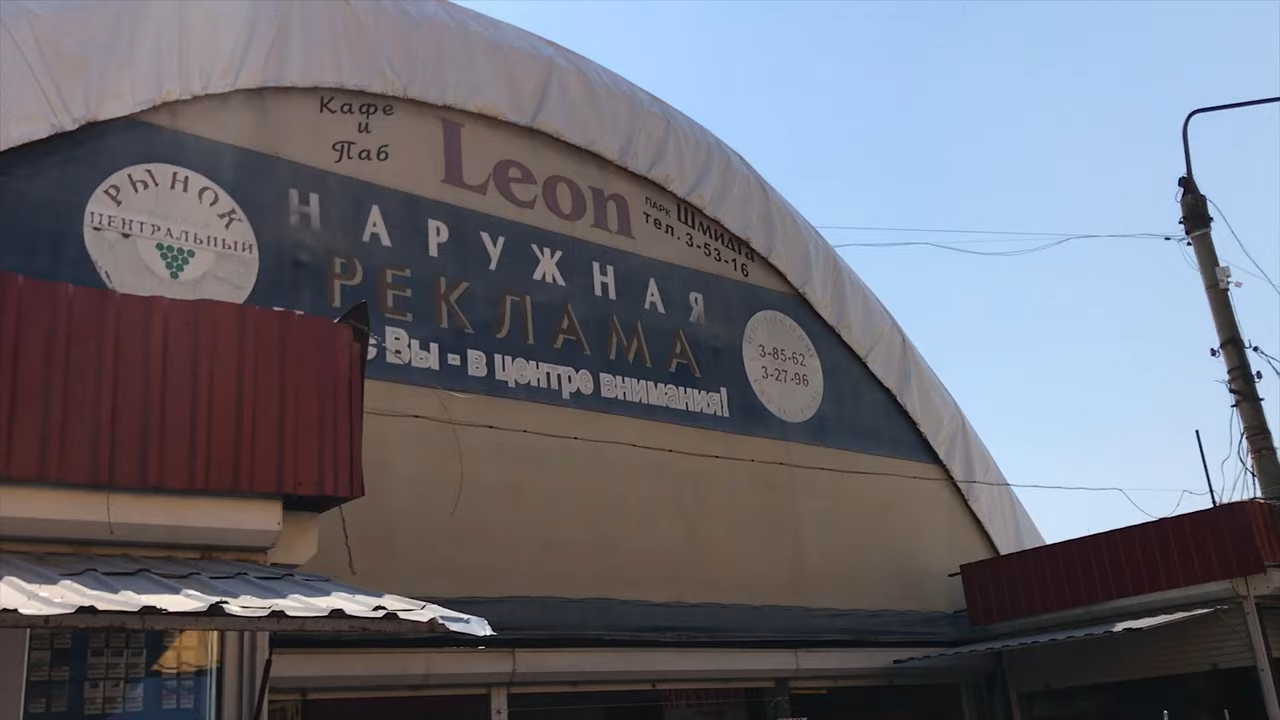 Кафе
и
Паб
Leon
ПАРК Шмидта
тел. 3-53-16
РЫНОК
ЦЕНТРАЛЬНЫЙ
НАРУЖНАЯ
РЕКЛАМА
Вы - в центре внимания!
3-85-62
3-27-96